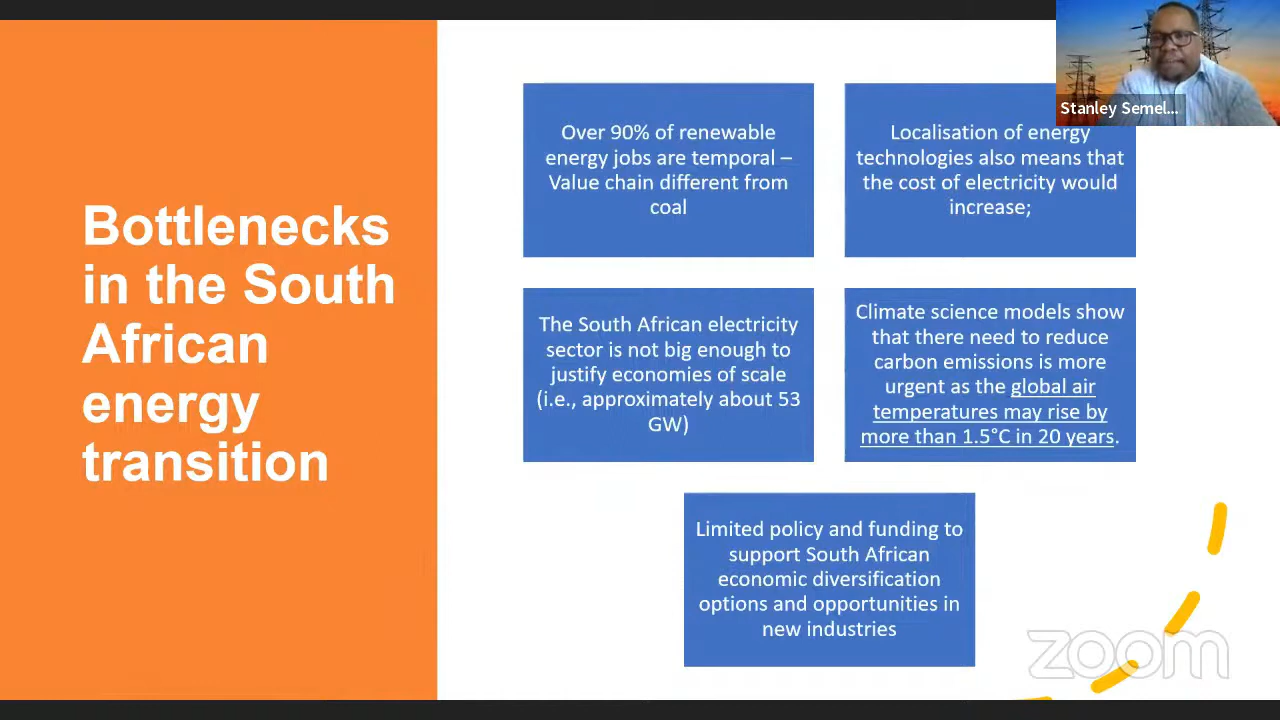 Bottlenecks
in the South
African
energy
transition
Over 90% of renewable
energy jobs are temporal –
Value chain different from
coal
Localisation of energy
technologies also means that
the cost of electricity would
increase;
The South African electricity
sector is not big enough to
justify economies of scale
(i.e., approximately about 53
GW)
Climate science models show
that there need to reduce
carbon emissions is more
urgent as the global air
temperatures may rise by
more than 1.5°C in 20 years.
Limited policy and funding to
support South African
economic diversification
options and opportunities in
new industries
Stanley Semel...
zoom